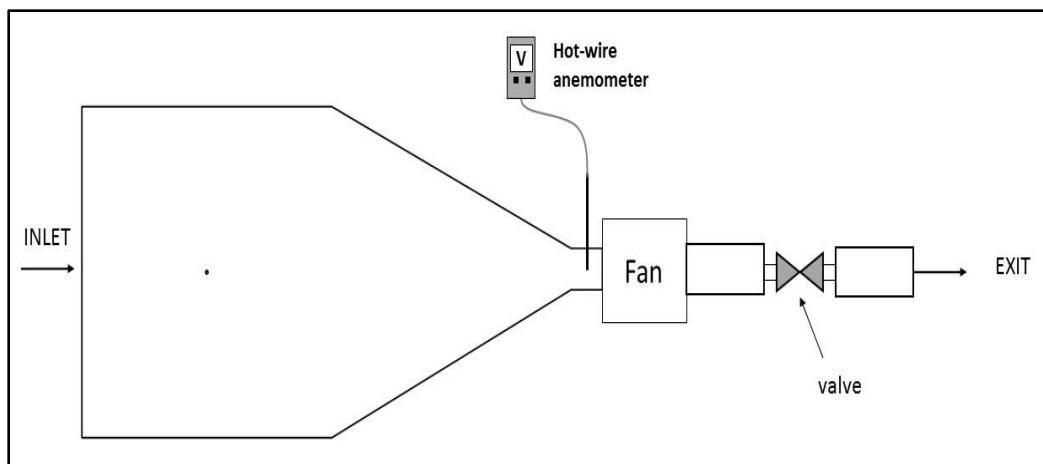 V
Hot-wire
anemometer
INLET
Fan
EXIT
valve